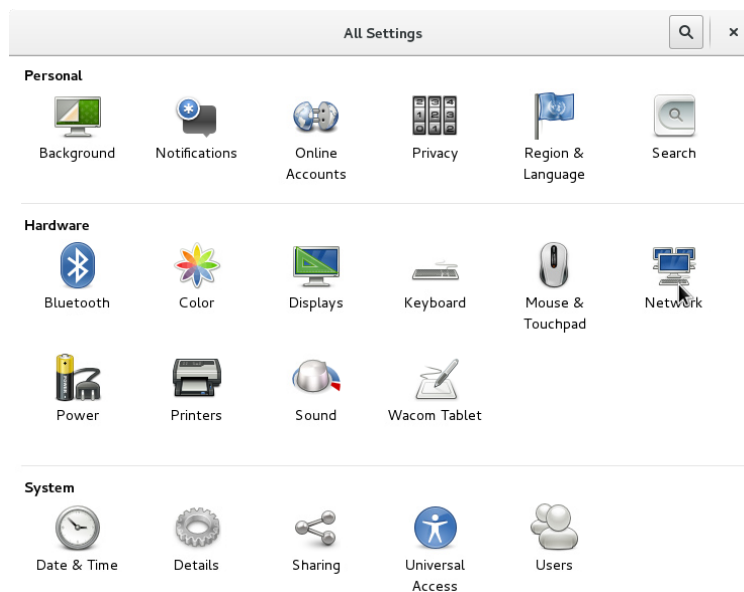 All Settings
Personal
Background
Notifications
Online
Accounts
Privacy
Region &
Language
Search
Hardware
Bluetooth
Color
Displays
Keyboard
Mouse &
Touchpad
Network
Power
Printers
Sound
Wacom Tablet
System
Date & Time
Details
Sharing
Universal
Access
Users